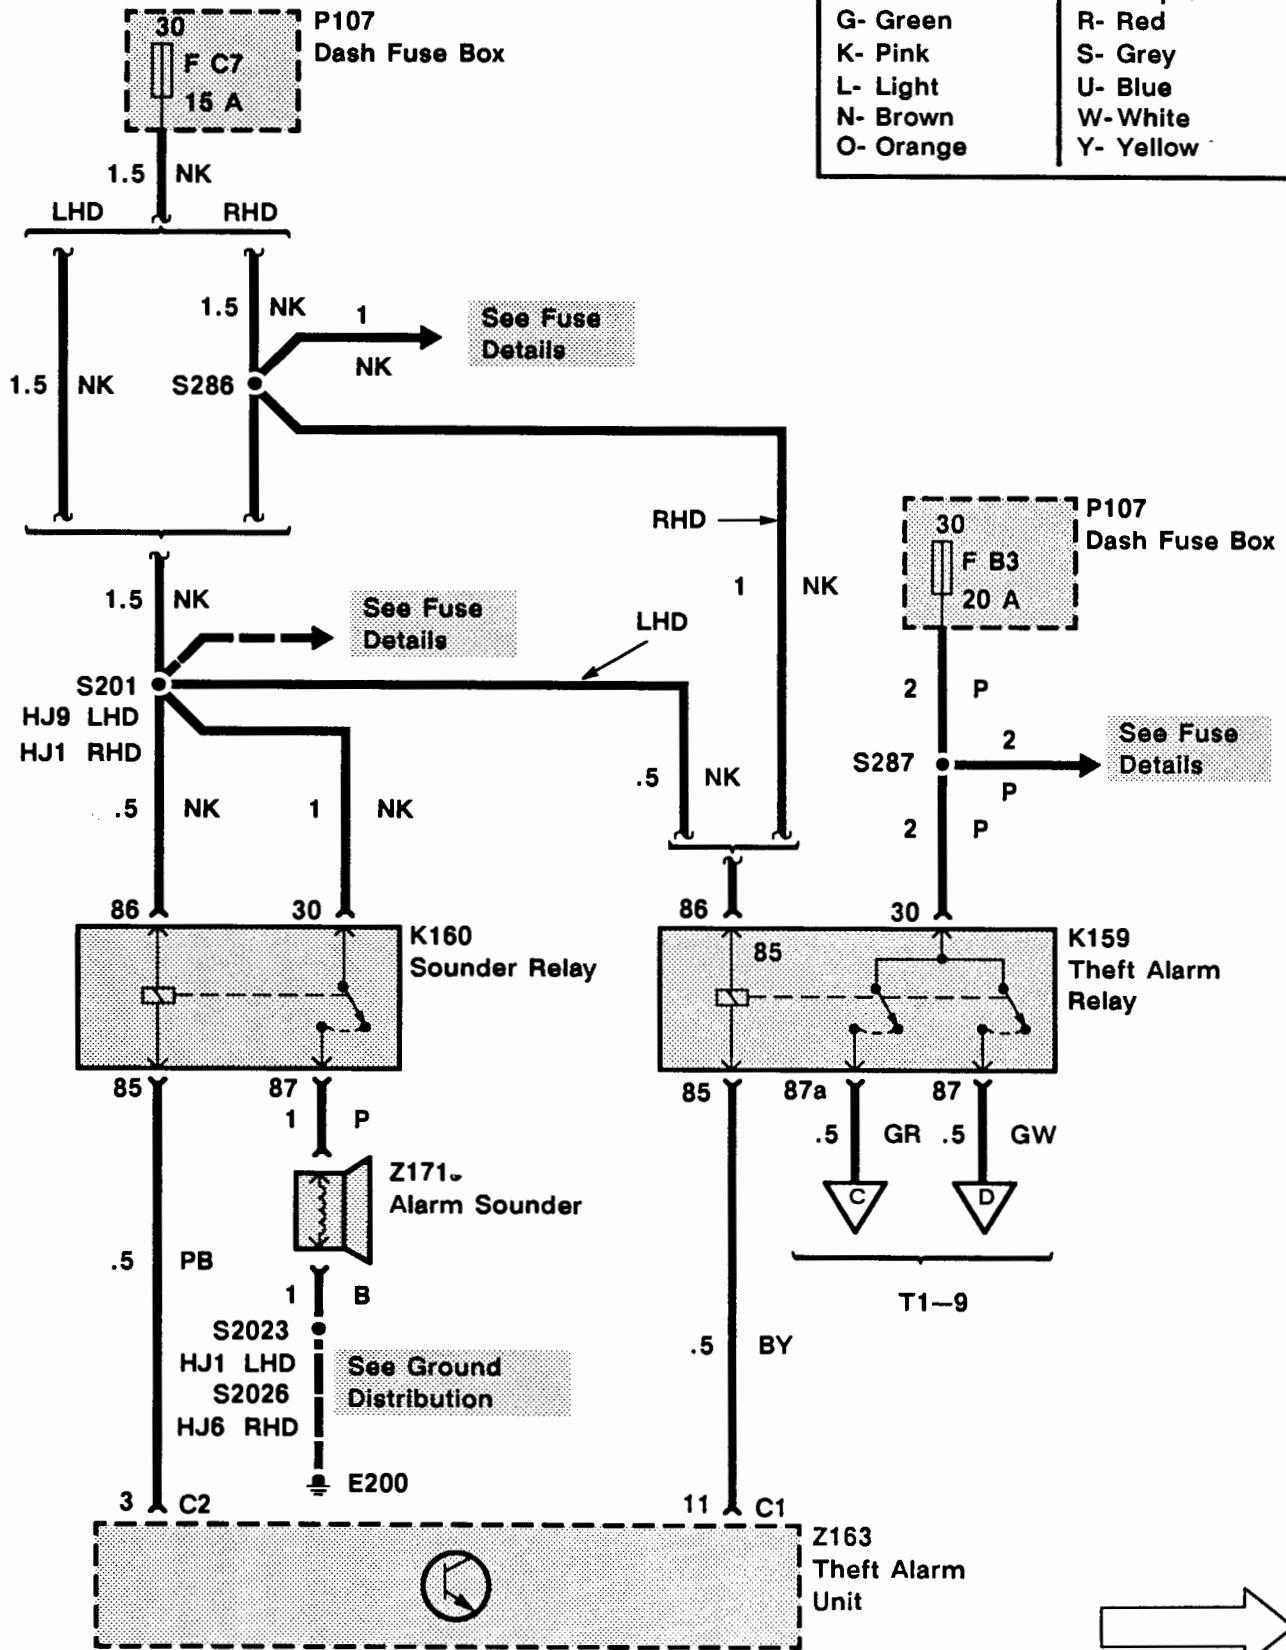 30
F C7
15 A
P107
Dash Fuse Box
G- Green
K- Pink
L- Light
N- Brown
O- Orange
R- Red
S- Grey
U- Blue
W- White
Y- Yellow
1.5 NK
LHD RHD
1.5 NK
1
NK
See Fuse
Details
1.5 NK
S286
RHD
1 NK
30
F B3
20 A
P107
Dash Fuse Box
1.5 NK
See Fuse
Details
LHD
S201
HJ9 LHD
HJ1 RHD
2 P
S287
2
P
See Fuse
Details
.5 NK
2 P
.5 NK
1 NK
86
30
K160
Sounder Relay
86
85
30
K159
Theft Alarm
Relay
85
87
1 P
85
87a
87
.5 GR
.5 GW
Z171
Alarm Sounder
C
D
T1-9
.5 PB
1 B
S2023
HJ1 LHD
S2026
HJ6 RHD
See Ground
Distribution
E200
.5 BY
3 C2
11 C1
Z163
Theft Alarm
Unit